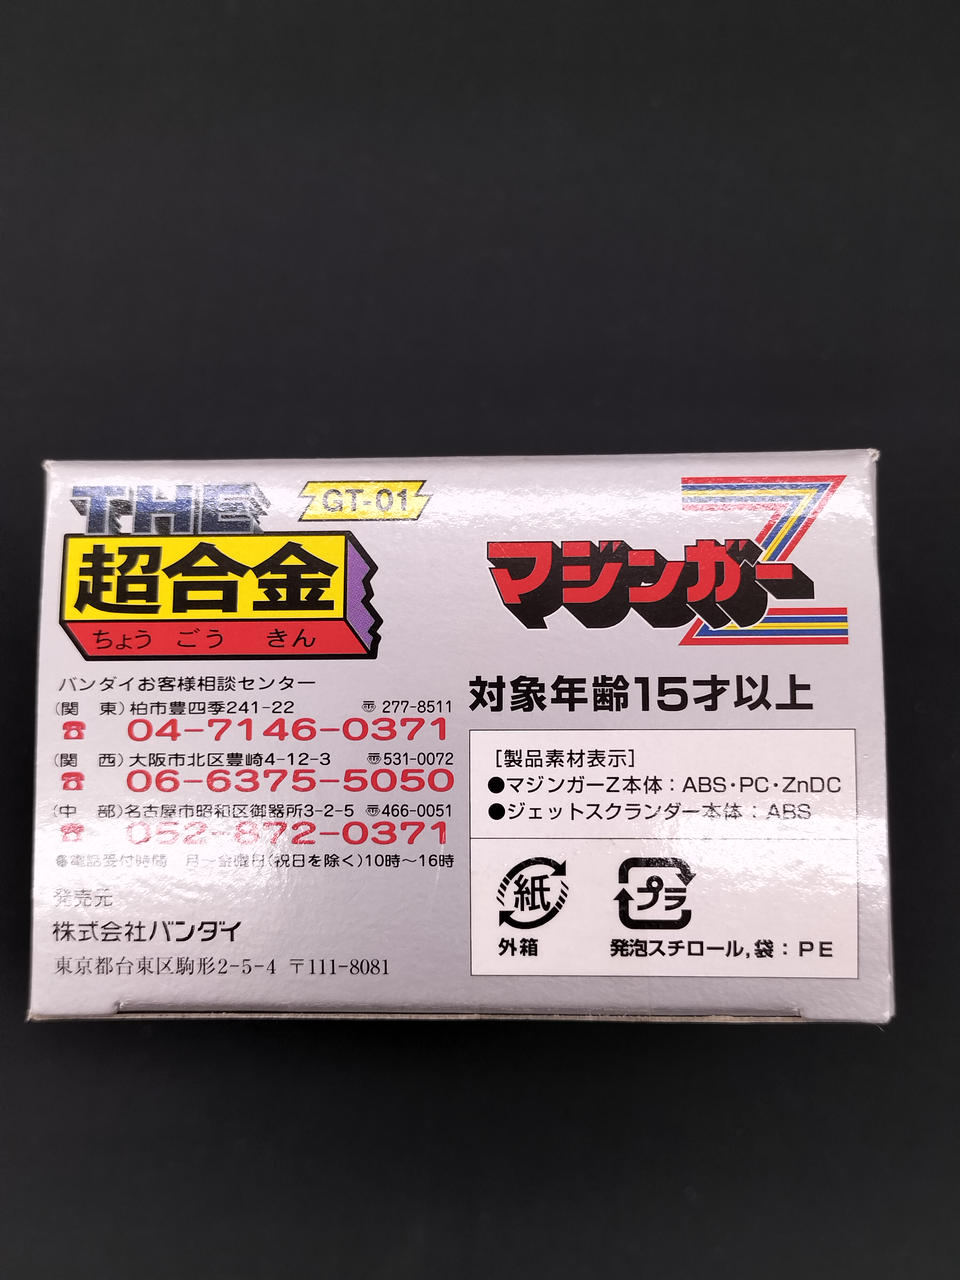 THE
GT-01
超合金
ちょう ごう きん
マジンガーZ
バンダイお客様相談センター
(関 東)柏市豊四季241-22 〠277-8511
☎ 04-7146-0371
(関 西)大阪市北区豊崎4-12-3 〠531-0072
☎ 06-6375-5050
(中 部)名古屋市昭和区御器所3-2-5 〠466-0051
☎ 052-872-0371
●電話受付時間 月〜金曜日(祝日を除く)10時〜16時
発売元
株式会社バンダイ
東京都台東区駒形2-5-4 〒111-8081
対象年齢15才以上
[製品素材表示]
●マジンガーZ本体:ABS・PC・ZnDC
●ジェットスクランダー本体:ABS
紙
外箱
プラ
発泡スチロール,袋:PE